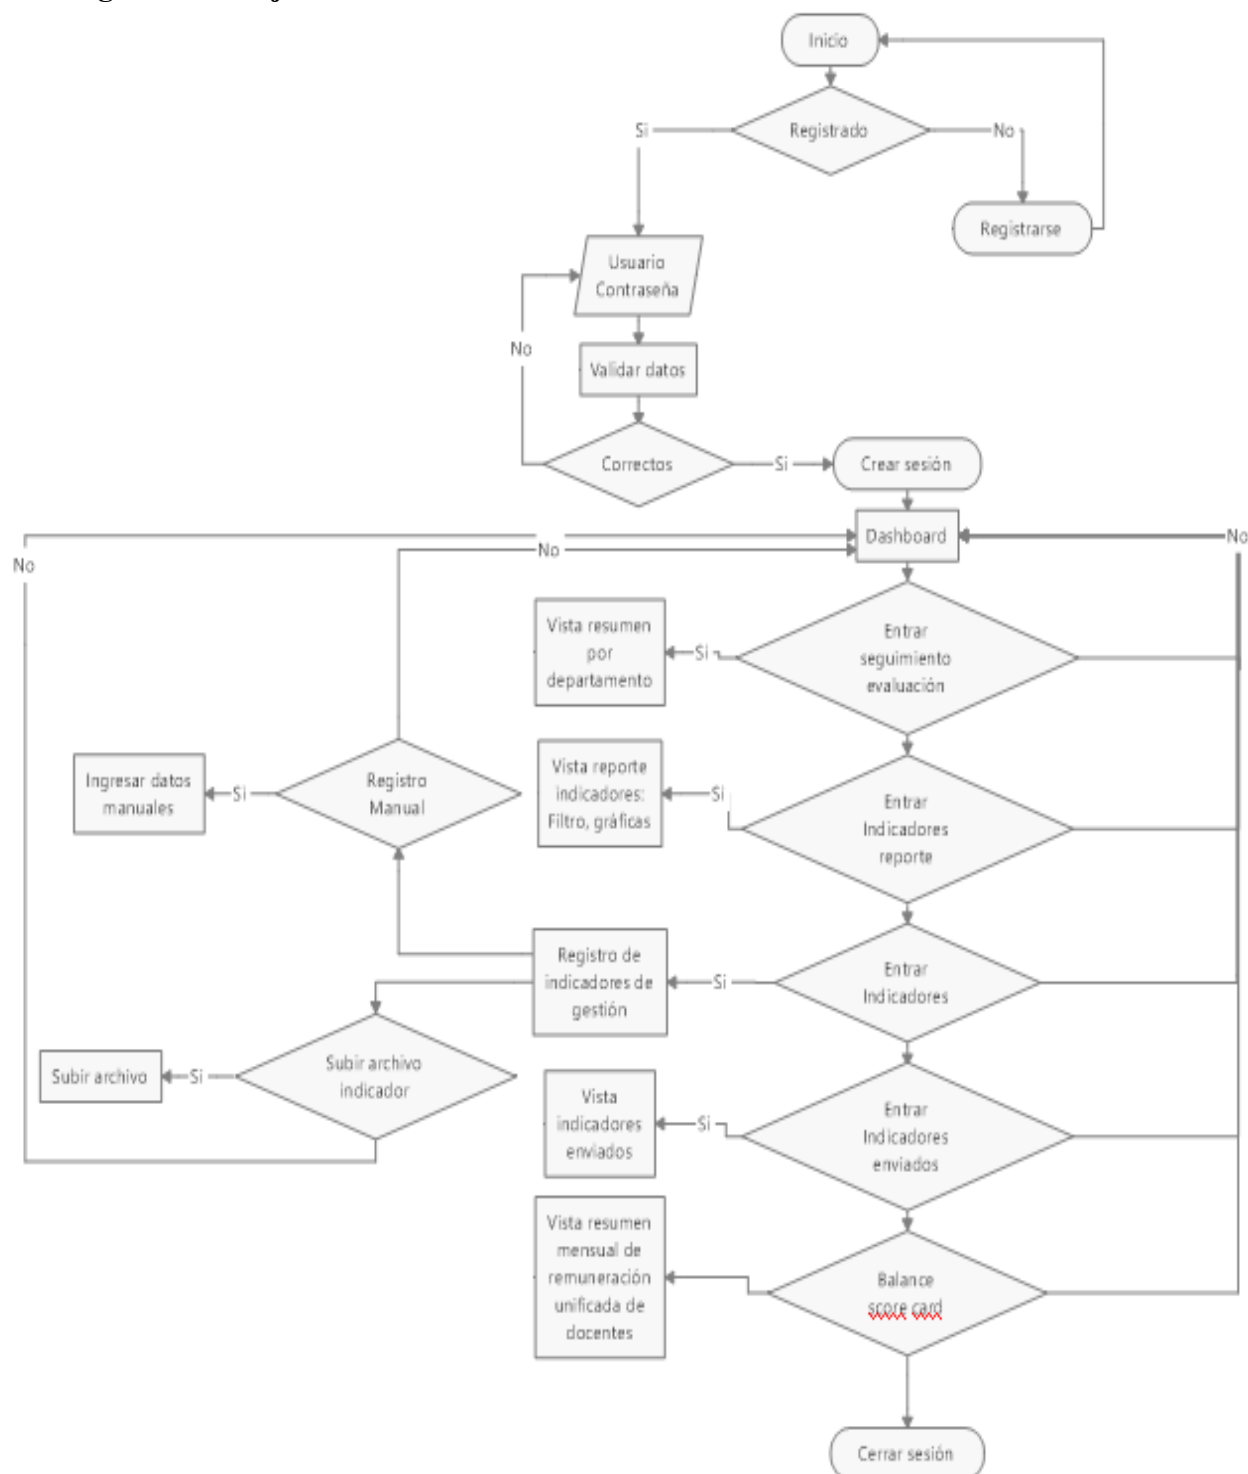 Inicio
Registrado
Si
No
Registrarse
Usuario
Contraseña
No
Validar datos
Correctos
Si
Crear sesión
Dashboard
No
No
No
Entrar
seguimiento
evaluación
Si
Vista resumen
por
departamento
Registro
Manual
Si
Ingresar datos
manuales
Entrar
Indicadores
reporte
Si
Vista reporte
indicadores:
Filtro, gráficas
Entrar
Indicadores
Si
Registro de
indicadores de
gestión
Subir archivo
indicador
Si
Subir archivo
Entrar
Indicadores
enviados
Si
Vista
indicadores
enviados
Balance
score card
Vista resumen
mensual de
remuneración
unificada de
docentes
Cerrar sesión